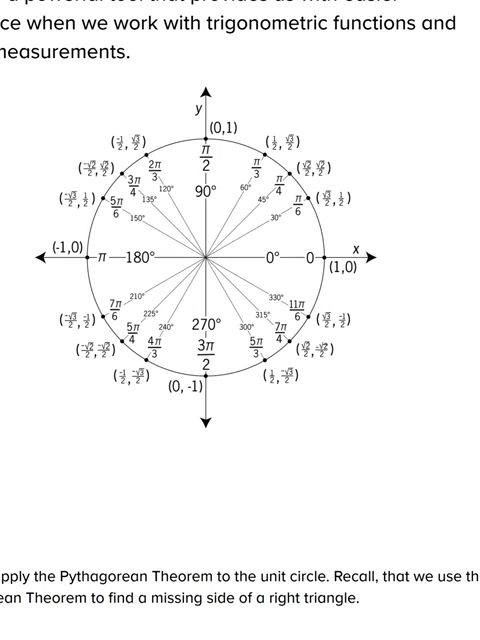 ce when we work with trigonometric functions and
neasurements.
y
(0,1)
(-1/2, √3/2) (1/2, √3/2)
2π/3 π/2 π/3
(-√2/2, √2/2) (√2/2, √2/2)
3π/4 120° 90° 60° π/4
(-√3/2, 1/2) 5π/6 135° 45° π/6 (√3/2, 1/2)
150° 30°
(-1,0) π 180° 0° 0 x
(1,0)
210° 330°
(-√3/2, -1/2) 7π/6 225° 315° 11π/6 (√3/2, -1/2)
5π/4 240° 270° 300° 7π/4
(-√2/2, -√2/2) 4π/3 3π/2 5π/3 (√2/2, -√2/2)
(-1/2, -√3/2) (0, -1) (1/2, -√3/2)
pply the Pythagorean Theorem to the unit circle. Recall, that we use th
ean Theorem to find a missing side of a right triangle.